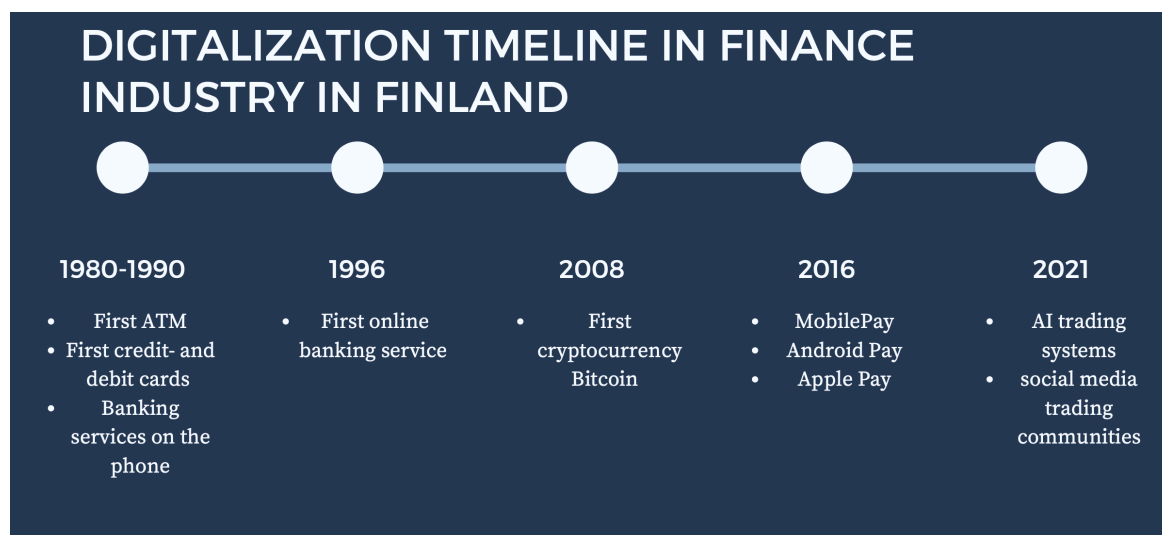 DIGITALIZATION TIMELINE IN FINANCE
INDUSTRY IN FINLAND
1980-1990
• First ATM
• First credit- and
debit cards
• Banking
services on the
phone
1996
• First online
banking service
2008
• First
cryptocurrency
Bitcoin
2016
• MobilePay
• Android Pay
• Apple Pay
2021
• AI trading
systems
• social media
trading
communities